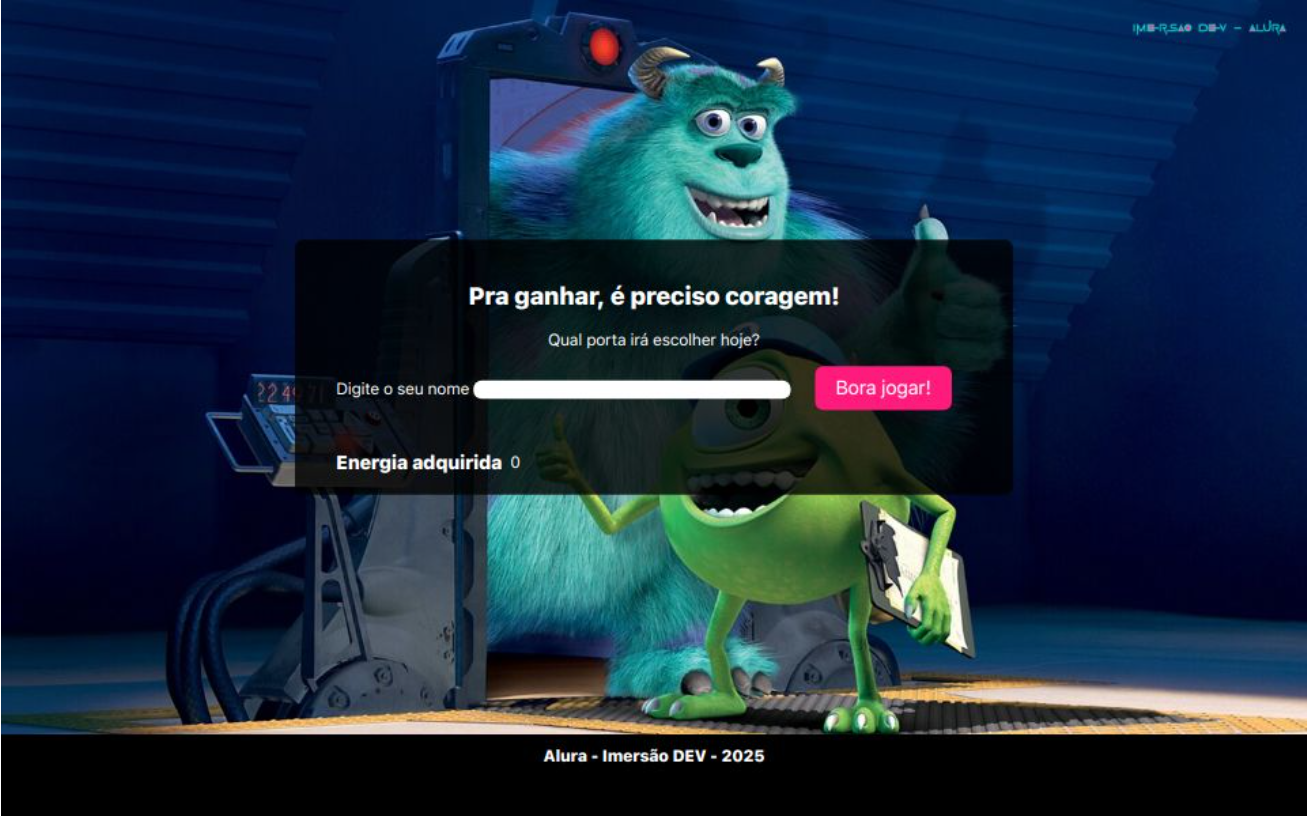 IMERSAO DEV - ALURA
Pra ganhar, é preciso coragem!
Qual porta irá escolher hoje?
Digite o seu nome
Bora jogar!
Energia adquirida 0
Alura - Imersão DEV - 2025